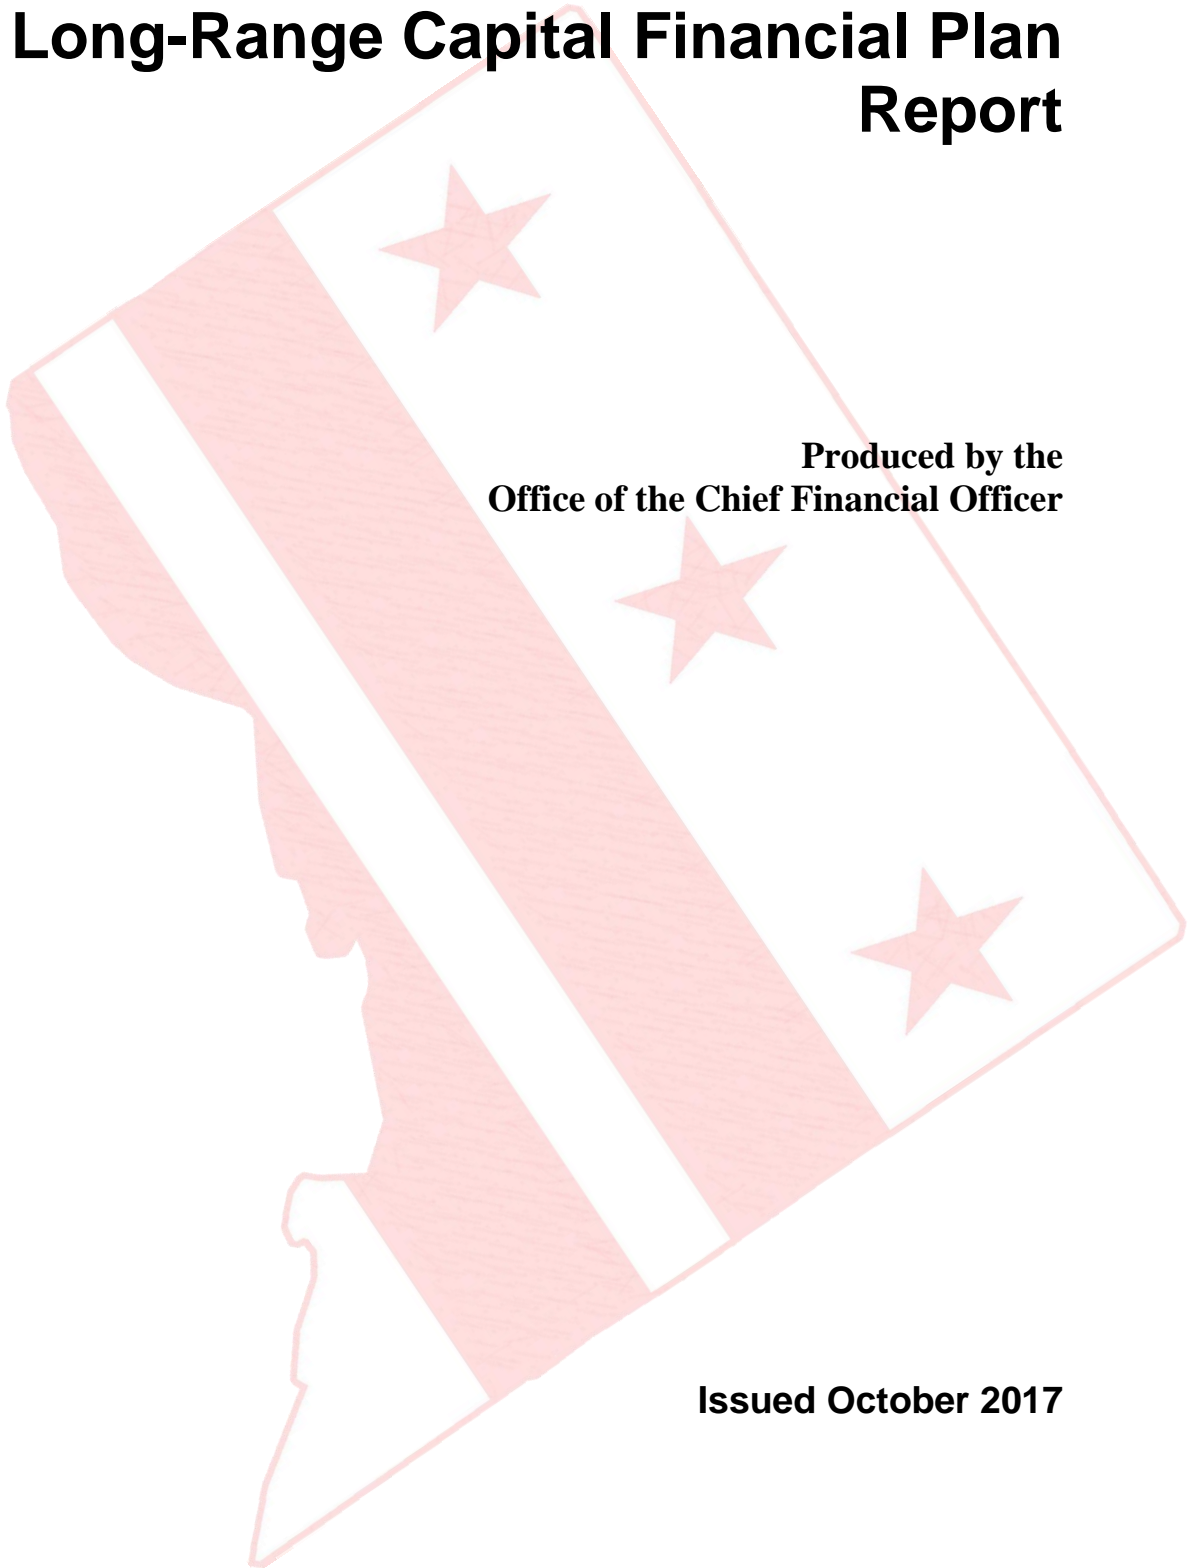 Long-Range Capital Financial Plan
Report
Produced by the
Office of the Chief Financial Officer
Issued October 2017